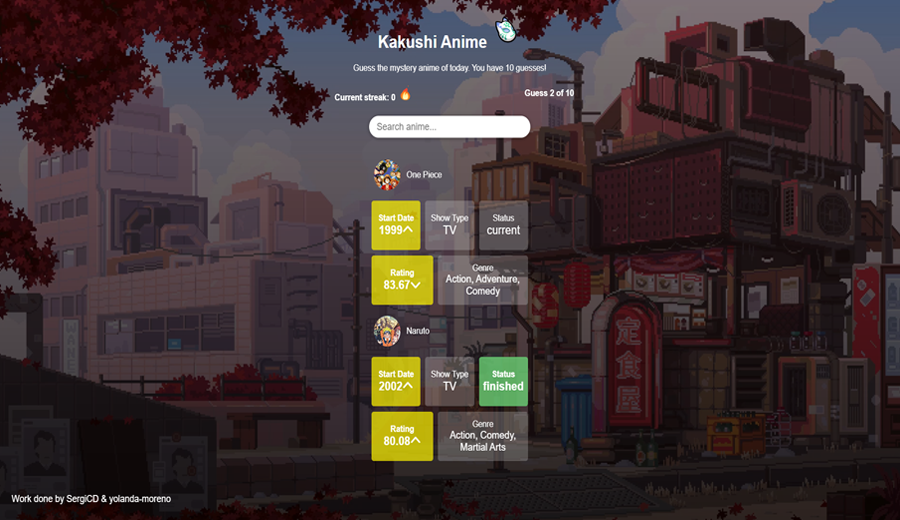 Kakushi Anime
Guess the mystery anime of today. You have 10 guesses!
Current streak: 0 🔥
Guess 2 of 10
Search anime...
One Piece
Start Date
1999
Show Type
TV
Status
current
Rating
83.67
Genre
Action, Adventure,
Comedy
Naruto
Start Date
2002
Show Type
TV
Status
finished
Rating
80.08
Genre
Action, Comedy,
Martial Arts
定食屋
Work done by SergiCD & yolanda-moreno